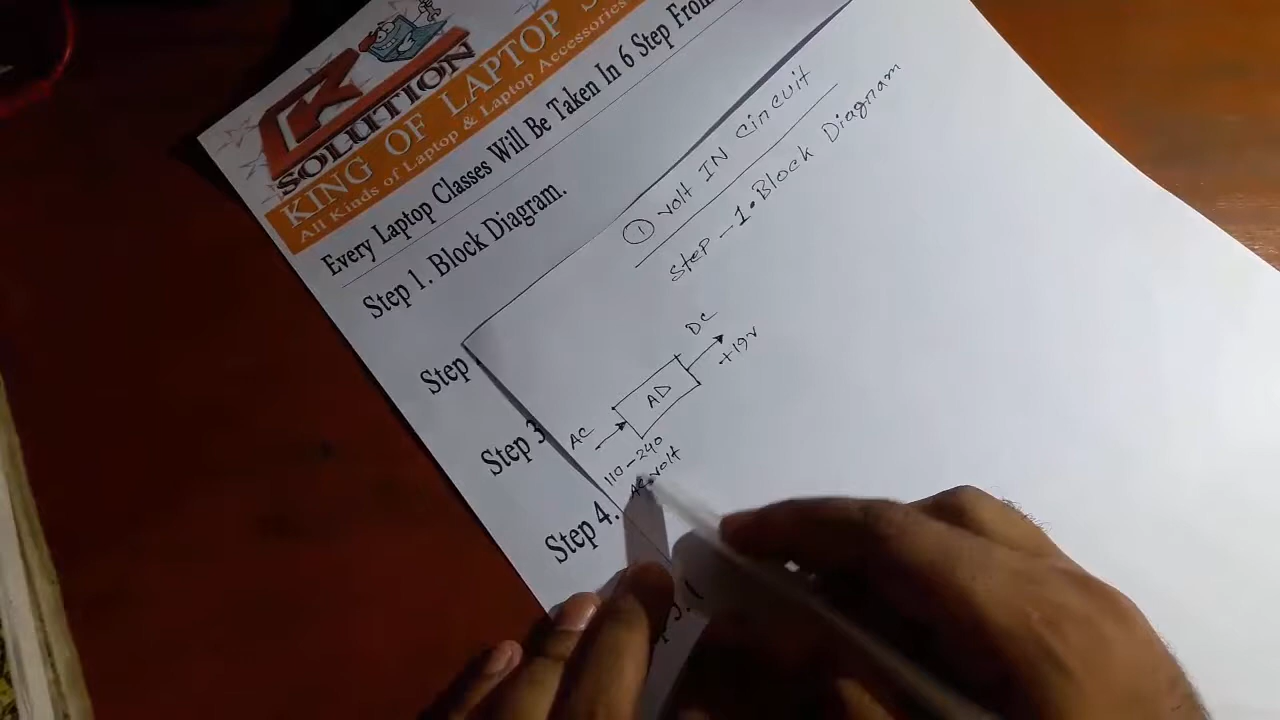 CK
SOLUTION
KING OF LAPTOP
All Kinds of Laptop & Laptop Accessories
Every Laptop Classes Will Be Taken In 6 Step From
Step 1. Block Diagram.
Step
Step 3
Step 4.
① volt IN Circuit
Step - 1. Block Diagram
DC
+19v
AD
AC
110-240
AC. volt